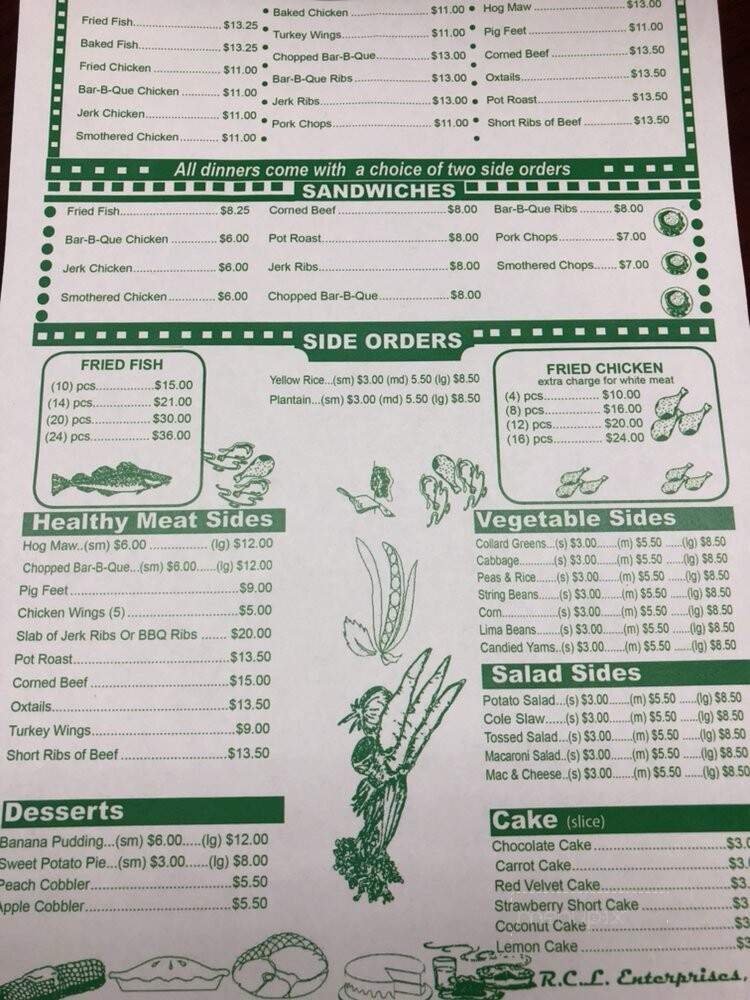 Fried Fish..............................$13.25
Baked Fish..............................$13.25
Fried Chicken ......................... $11.00
Bar-B-Que Chicken .................. $11.00
Jerk Chicken........................... $11.00
Smothered Chicken.................. $11.00
Baked Chicken ........................ $11.00
Turkey Wings.......................... $11.00
Chopped Bar-B-Que................. $13.00
Bar-B-Que Ribs ....................... $13.00
Jerk Ribs................................ $13.00
Pork Chops............................. $11.00
Hog Maw ................................ $13.00
Pig Feet ................................. $11.00
Corned Beef ........................... $13.50
Oxtails................................... $13.50
Pot Roast............................... $13.50
Short Ribs of Beef ................... $13.50
All dinners come with a choice of two side orders
SANDWICHES
Fried Fish.............................. $8.25
Bar-B-Que Chicken ................ $6.00
Jerk Chicken......................... $6.00
Smothered Chicken................ $6.00
Corned Beef .......................... $8.00
Pot Roast.............................. $8.00
Jerk Ribs............................... $8.00
Chopped Bar-B-Que................ $8.00
Bar-B-Que Ribs ......... $8.00
Pork Chops............... $7.00
Smothered Chops....... $7.00
SIDE ORDERS
FRIED FISH
(10) pcs...............$15.00
(14) pcs...............$21.00
(20) pcs...............$30.00
(24) pcs...............$36.00
Yellow Rice...(sm) $3.00 (md) 5.50 (lg) $8.50
Plantain...(sm) $3.00 (md) 5.50 (lg) $8.50
FRIED CHICKEN
extra charge for white meat
(4) pcs............... $10.00
(8) pcs............... $16.00
(12) pcs.............. $20.00
(16) pcs.............. $24.00
Healthy Meat Sides
Hog Maw..(sm) $6.00 ............... (lg) $12.00
Chopped Bar-B-Que...(sm) $6.00......(lg) $12.00
Pig Feet ............................................$9.00
Chicken Wings (5) ..............................$5.00
Slab of Jerk Ribs Or BBQ Ribs ....... $20.00
Pot Roast..........................................$13.50
Corned Beef ......................................$15.00
Oxtails..............................................$13.50
Turkey Wings.....................................$9.00
Short Ribs of Beef ..............................$13.50
Vegetable Sides
Collard Greens...(s) $3.00.......(m) $5.50 ......(lg) $8.50
Cabbage...........(s) $3.00.......(m) $5.50 ......(lg) $8.50
Peas & Rice.....(s) $3.00.......(m) $5.50 ......(lg) $8.50
String Beans......(s) $3.00.......(m) $5.50 ......(lg) $8.50
Corn.................(s) $3.00.......(m) $5.50 ......(lg) $8.50
Lima Beans.......(s) $3.00.......(m) $5.50 ......(lg) $8.50
Candied Yams..(s) $3.00.......(m) $5.50 ......(lg) $8.50
Salad Sides
Potato Salad...(s) $3.00.......(m) $5.50 ......(lg) $8.50
Cole Slaw......(s) $3.00.......(m) $5.50 ......(lg) $8.50
Tossed Salad...(s) $3.00.......(m) $5.50 ......(lg) $8.50
Macaroni Salad..(s) $3.00.......(m) $5.50 ......(lg) $8.50
Mac & Cheese..(s) $3.00.......(m) $5.50 ......(lg) $8.50
Desserts
Banana Pudding...(sm) $6.00.....(lg) $12.00
Sweet Potato Pie...(sm) $3.00......(lg) $8.00
Peach Cobbler..................................$5.50
Apple Cobbler...................................$5.50
Cake (slice)
Chocolate Cake ...........................$3.0
Carrot Cake.................................$3.
Red Velvet Cake...........................$3.
Strawberry Short Cake ..................$3
Coconut Cake ..............................$3
Lemon Cake ................................$3
R.C.L. Enterprises.